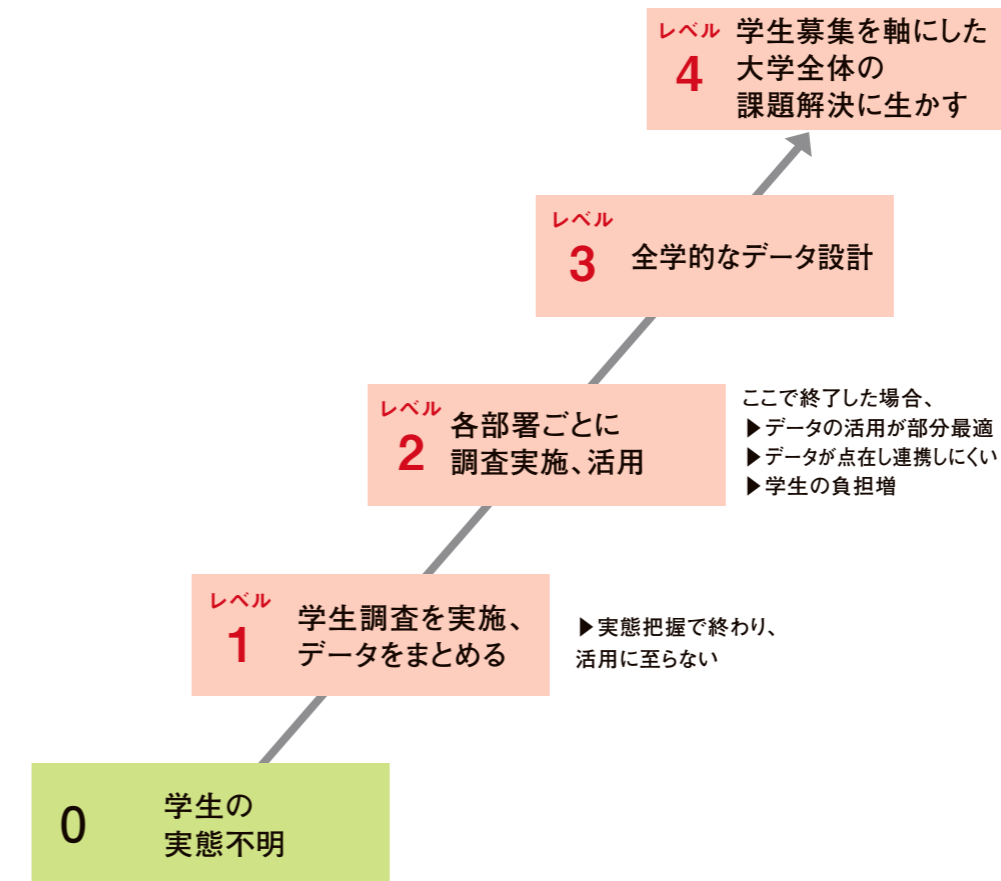 レベル
4
学生募集を軸にした
大学全体の
課題解決に生かす
レベル
3
全学的なデータ設計
レベル
2
各部署ごとに
調査実施、活用
ここで終了した場合、
▶データの活用が部分最適
▶データが点在し連携しにくい
▶学生の負担増
レベル
1
学生調査を実施、
データをまとめる
▶実態把握で終わり、
活用に至らない
0
学生の
実態不明